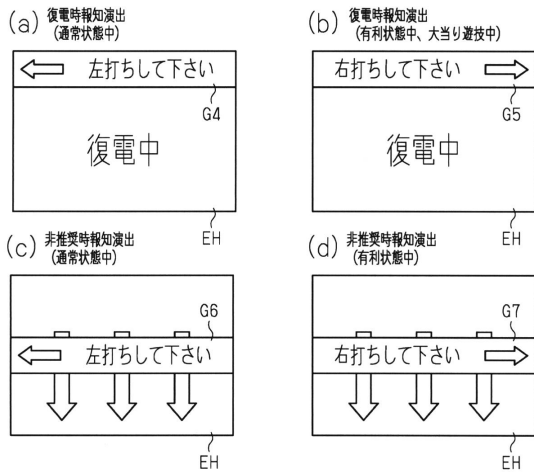 (a) 復電時報知演出
(通常状態中)
左打ちして下さい
G4
復電中
EH
(b) 復電時報知演出
(有利状態中、大当り遊技中)
右打ちして下さい
G5
復電中
EH
(c) 非推奨時報知演出
(通常状態中)
G6
左打ちして下さい
EH
(d) 非推奨時報知演出
(有利状態中)
G7
右打ちして下さい
EH